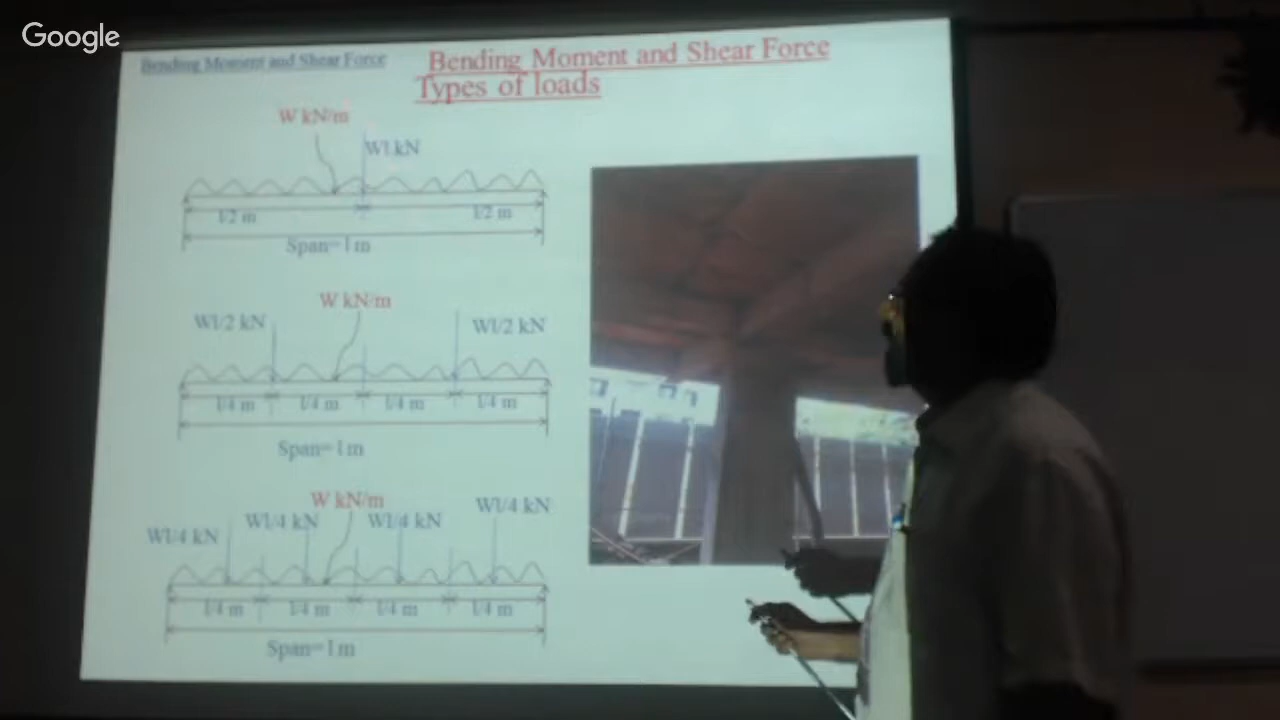 Google
Bending Moment and Shear Force
Bending Moment and Shear Force
Types of loads
W kN/m
Wl kN
l/2 m
l/2 m
Span=l m
W kN/m
Wl/2 kN
Wl/2 kN
l/4 m
l/4 m
l/4 m
l/4 m
Span=l m
W kN/m
Wl/4 kN
Wl/4 kN
Wl/4 kN
Wl/4 kN
l/4 m
l/4 m
l/4 m
l/4 m
Span=l m